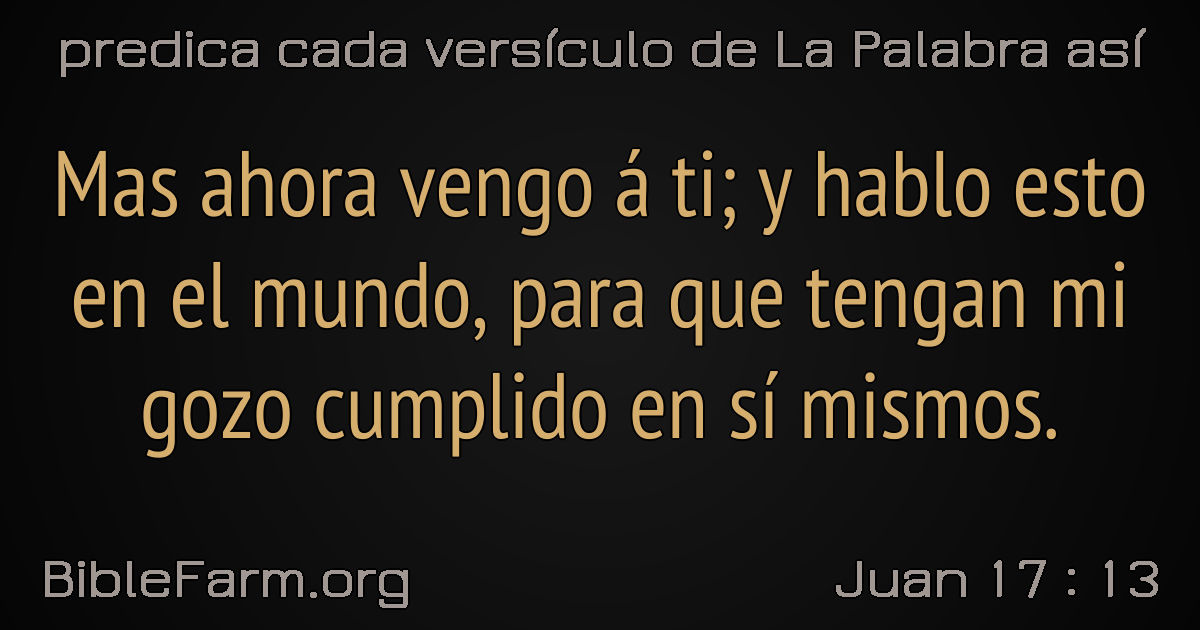 predica cada versículo de La Palabra así
Mas ahora vengo á ti; y hablo esto
en el mundo, para que tengan mi
gozo cumplido en sí mismos.
BibleFarm.org
Juan 17 : 13